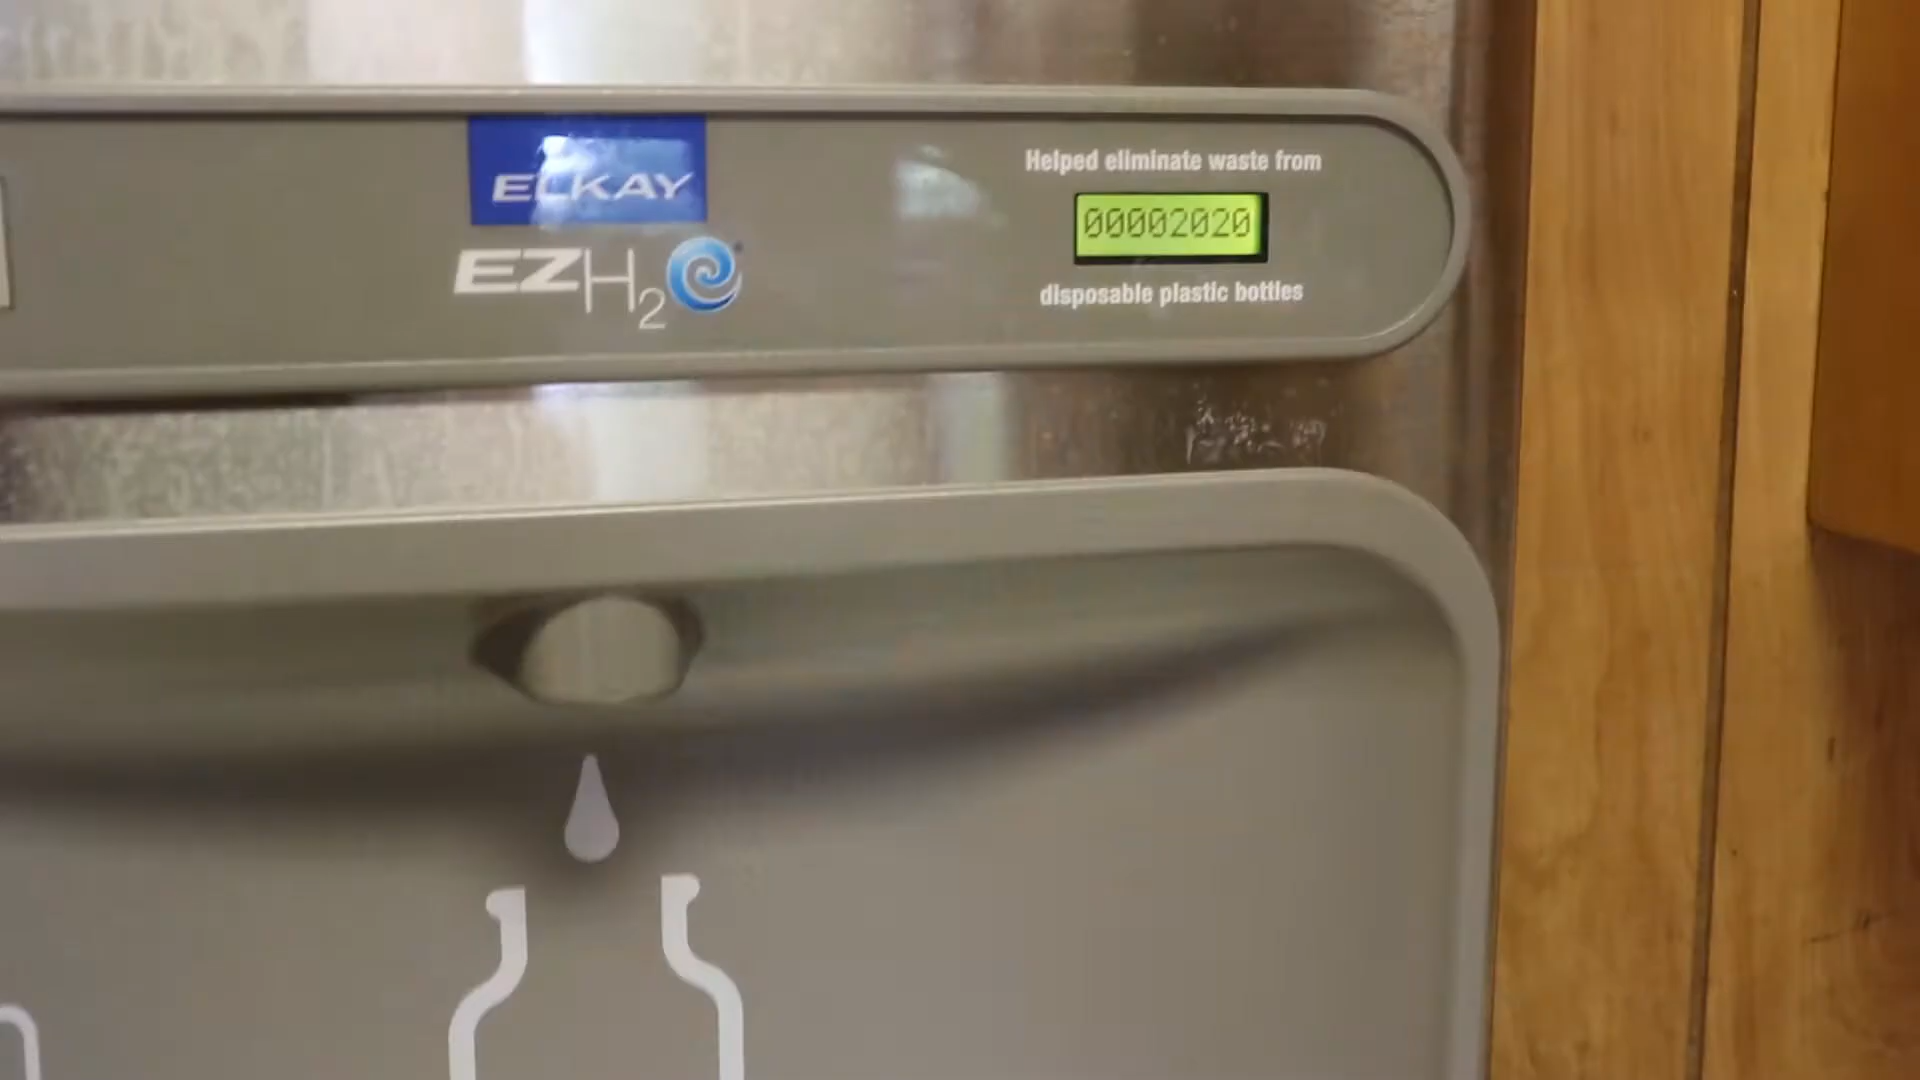 ELKAY
EZH2O
Helped eliminate waste from
00002020
disposable plastic bottles